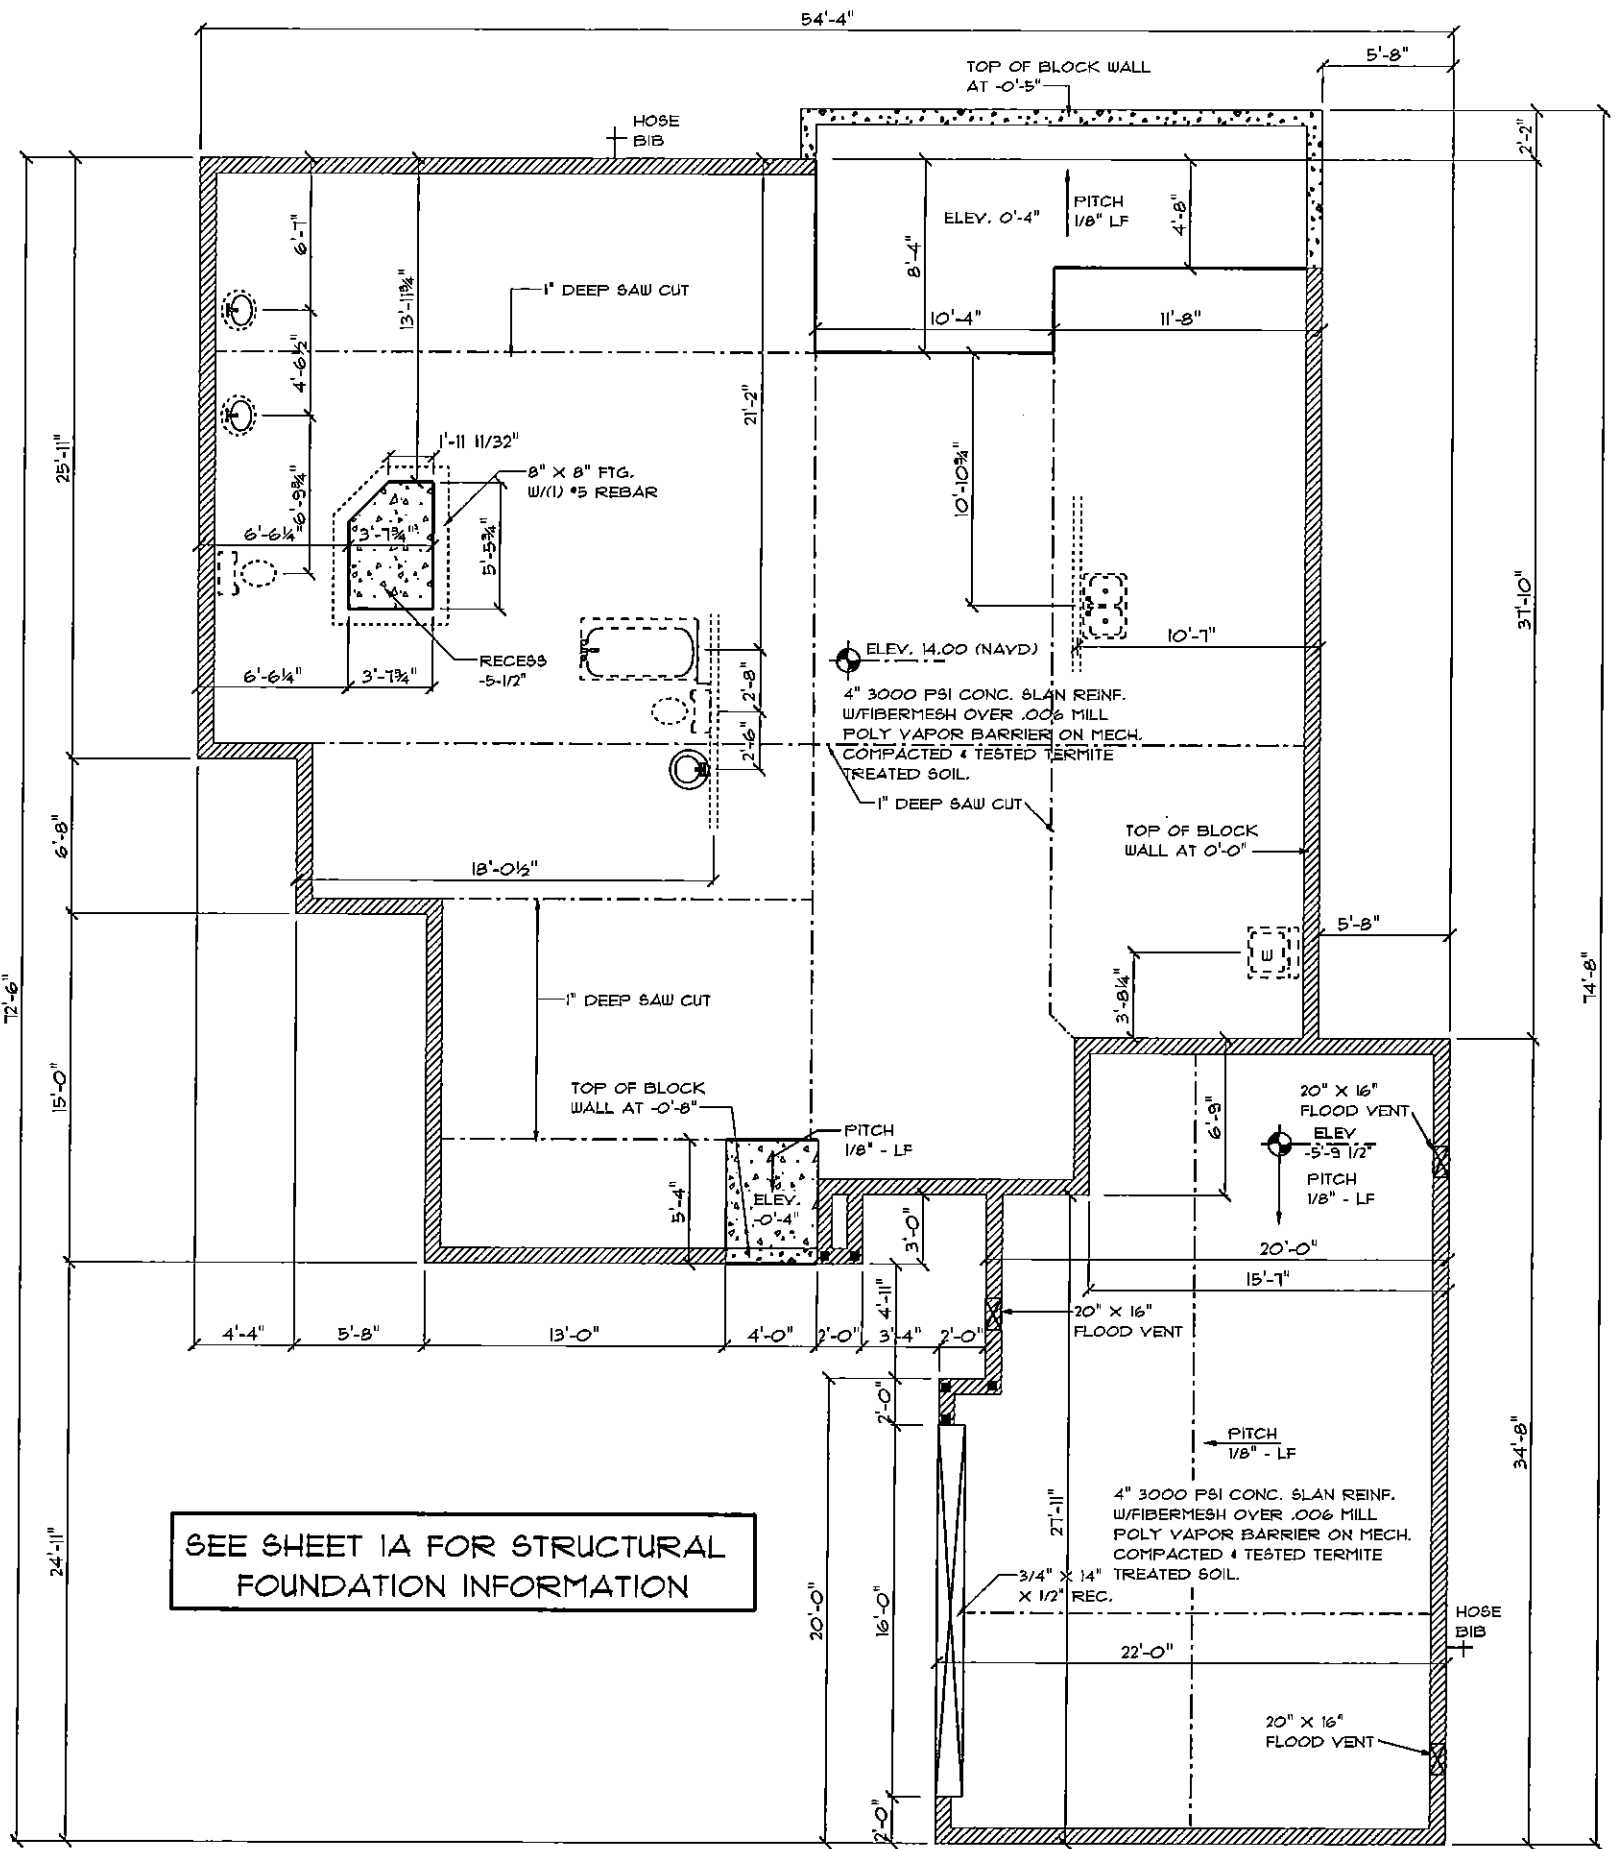 54'-4"
5'-8"
TOP OF BLOCK WALL
AT -0'-5"
HOSE
BIB
2'-2"
6'-7"
ELEV. 0'-4"
PITCH
1/8" LF
4'-8"
8'-4"
13'-11¾"
1" DEEP SAW CUT
10'-4"
11'-8"
4'-6½"
21'-2"
25'-11"
1'-11 11/32"
8" X 8" FTG.
W/(1) #5 REBAR
10'-10¾"
6'-9¾"
6'-6¼"
3'-7¾"
5'-5¾"
37'-10"
10'-7"
ELEV. 14.00 (NAVD)
RECESS
-5-1/2"
6'-6¼"
3'-7¾"
2'-8"
4" 3000 PSI CONC. SLAN REINF.
W/FIBERMESH OVER .006 MILL
POLY VAPOR BARRIER ON MECH.
COMPACTED & TESTED TERMITE
TREATED SOIL.
2'-6"
1" DEEP SAW CUT
6'-8"
TOP OF BLOCK
WALL AT 0'-0"
18'-0½"
5'-8"
E
72'-6"
74'-8"
1" DEEP SAW CUT
3'-8¼"
15'-0"
TOP OF BLOCK
WALL AT -0'-8"
PITCH
1/8" - LF
6'-9"
20" X 16"
FLOOD VENT
ELEV
-5'-9 1/2"
PITCH
1/8" - LF
5'-4"
ELEV.
-0'-4"
3'-0"
20'-0"
15'-7"
4'-11"
20" X 16"
FLOOD VENT
4'-4"
5'-8"
13'-0"
4'-0"
2'-0"
3'-4"
2'-0"
2'-0"
PITCH
1/8" - LF
34'-8"
4" 3000 PSI CONC. SLAN REINF.
W/FIBERMESH OVER .006 MILL
POLY VAPOR BARRIER ON MECH.
COMPACTED & TESTED TERMITE
TREATED SOIL.
27'-11"
SEE SHEET 1A FOR STRUCTURAL
FOUNDATION INFORMATION
24'-11"
3/4" X 14"
X 1/2" REC.
20'-0"
16'-0"
HOSE
BIB
22'-0"
20" X 16"
FLOOD VENT
2'-0"